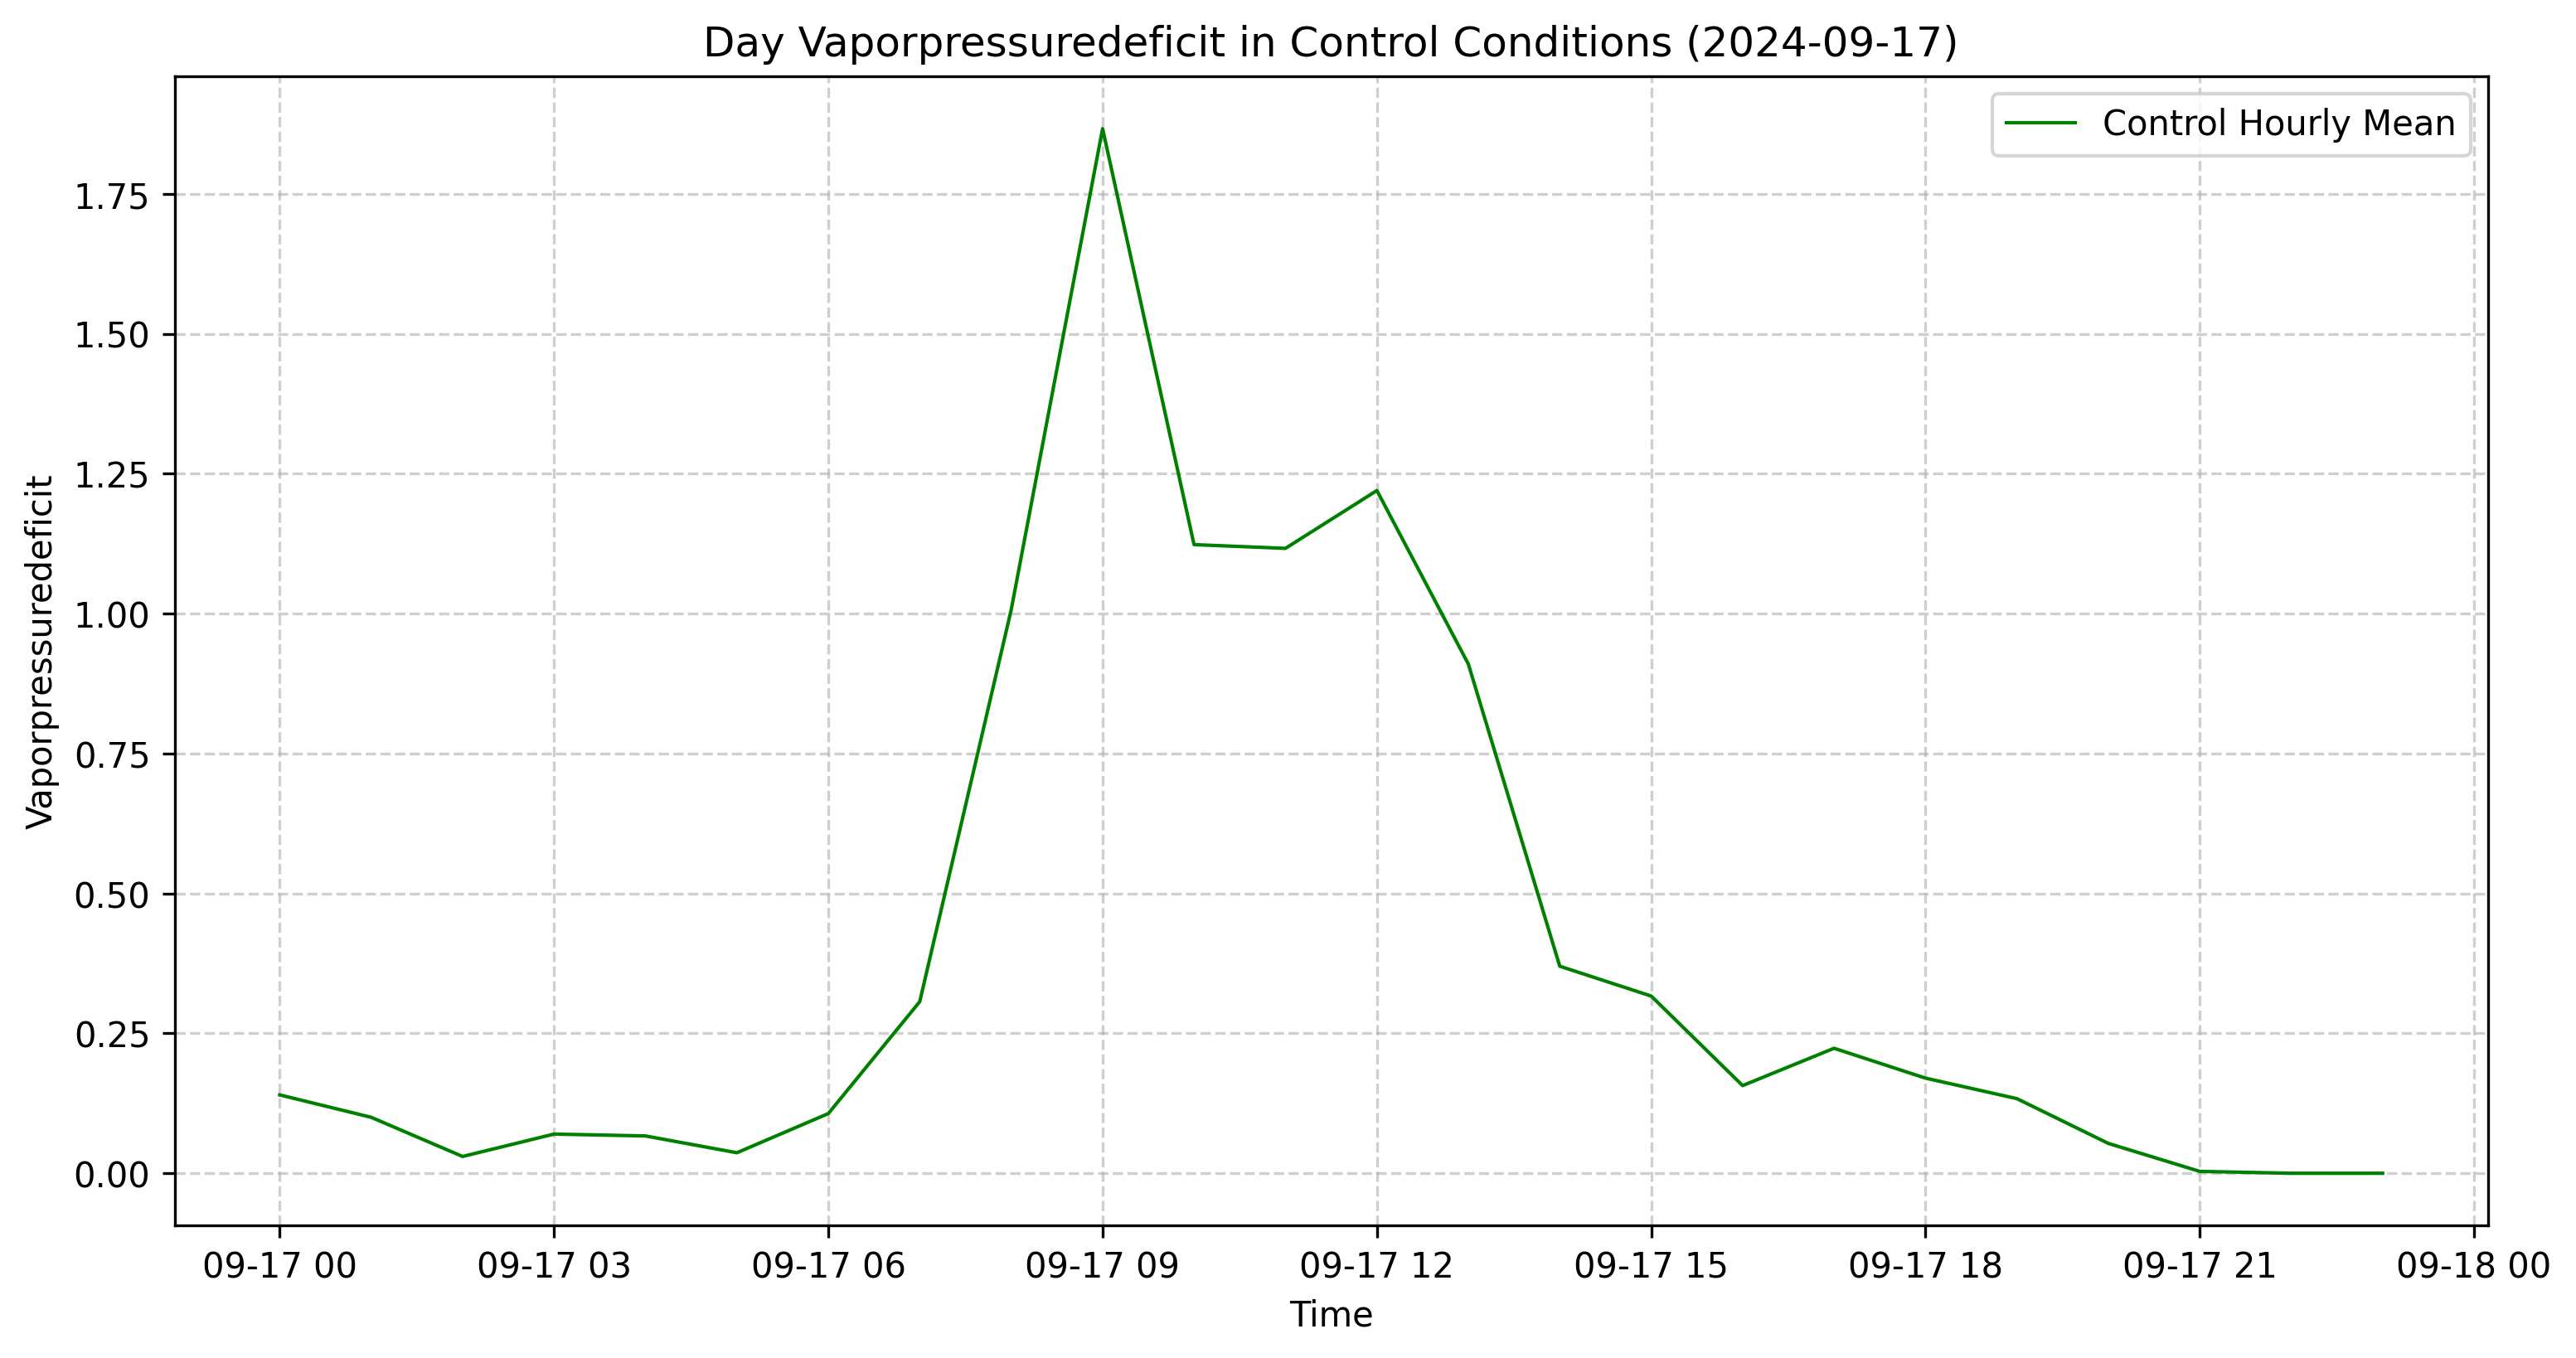 Day Vaporpressuredeficit in Control Conditions (2024-09-17)
Control Hourly Mean
Vaporpressuredeficit
1.75
1.50
1.25
1.00
0.75
0.50
0.25
0.00
09-17 00 09-17 03 09-17 06 09-17 09 09-17 12 09-17 15 09-17 18 09-17 21 09-18 00
Time